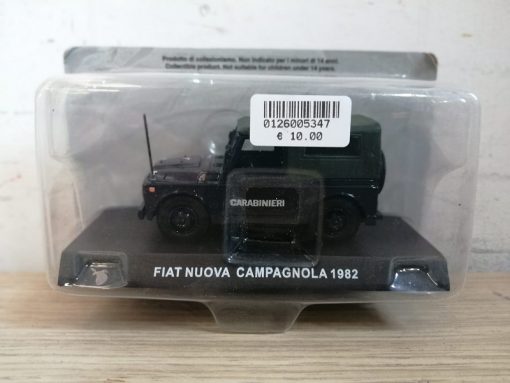 Prodotto di collezionismo. Non indicato per i minori di 14 anni.
Collectible product. Not suitable for children under 14 years.
0126005347
€ 10.00
CARABINIERI
FIAT NUOVA CAMPAGNOLA 1982